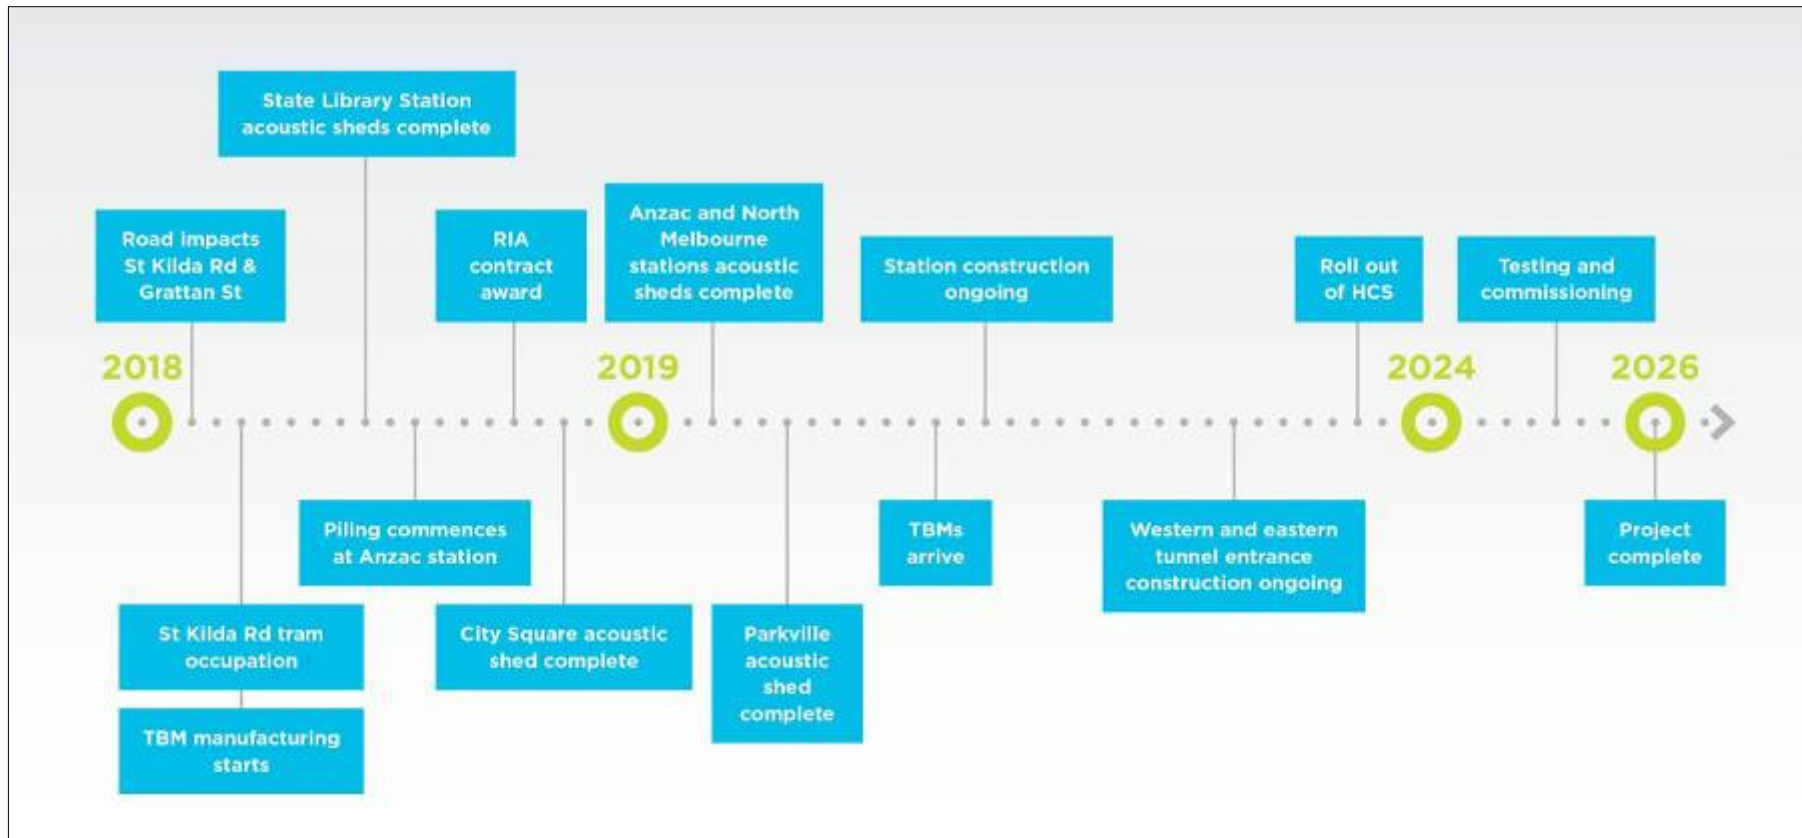 State Library Station
acoustic sheds complete
Road impacts
St Kilda Rd &
Grattan St
RIA
contract
award
Anzac and North
Melbourne
stations acoustic
sheds complete
Station construction
ongoing
Roll out
of HCS
Testing and
commissioning
2018
2019
2024
2026
Piling commences
at Anzac station
TBMs
arrive
Western and eastern
tunnel entrance
construction ongoing
Project
complete
St Kilda Rd tram
occupation
City Square acoustic
shed complete
Parkville
acoustic
shed
complete
TBM manufacturing
starts